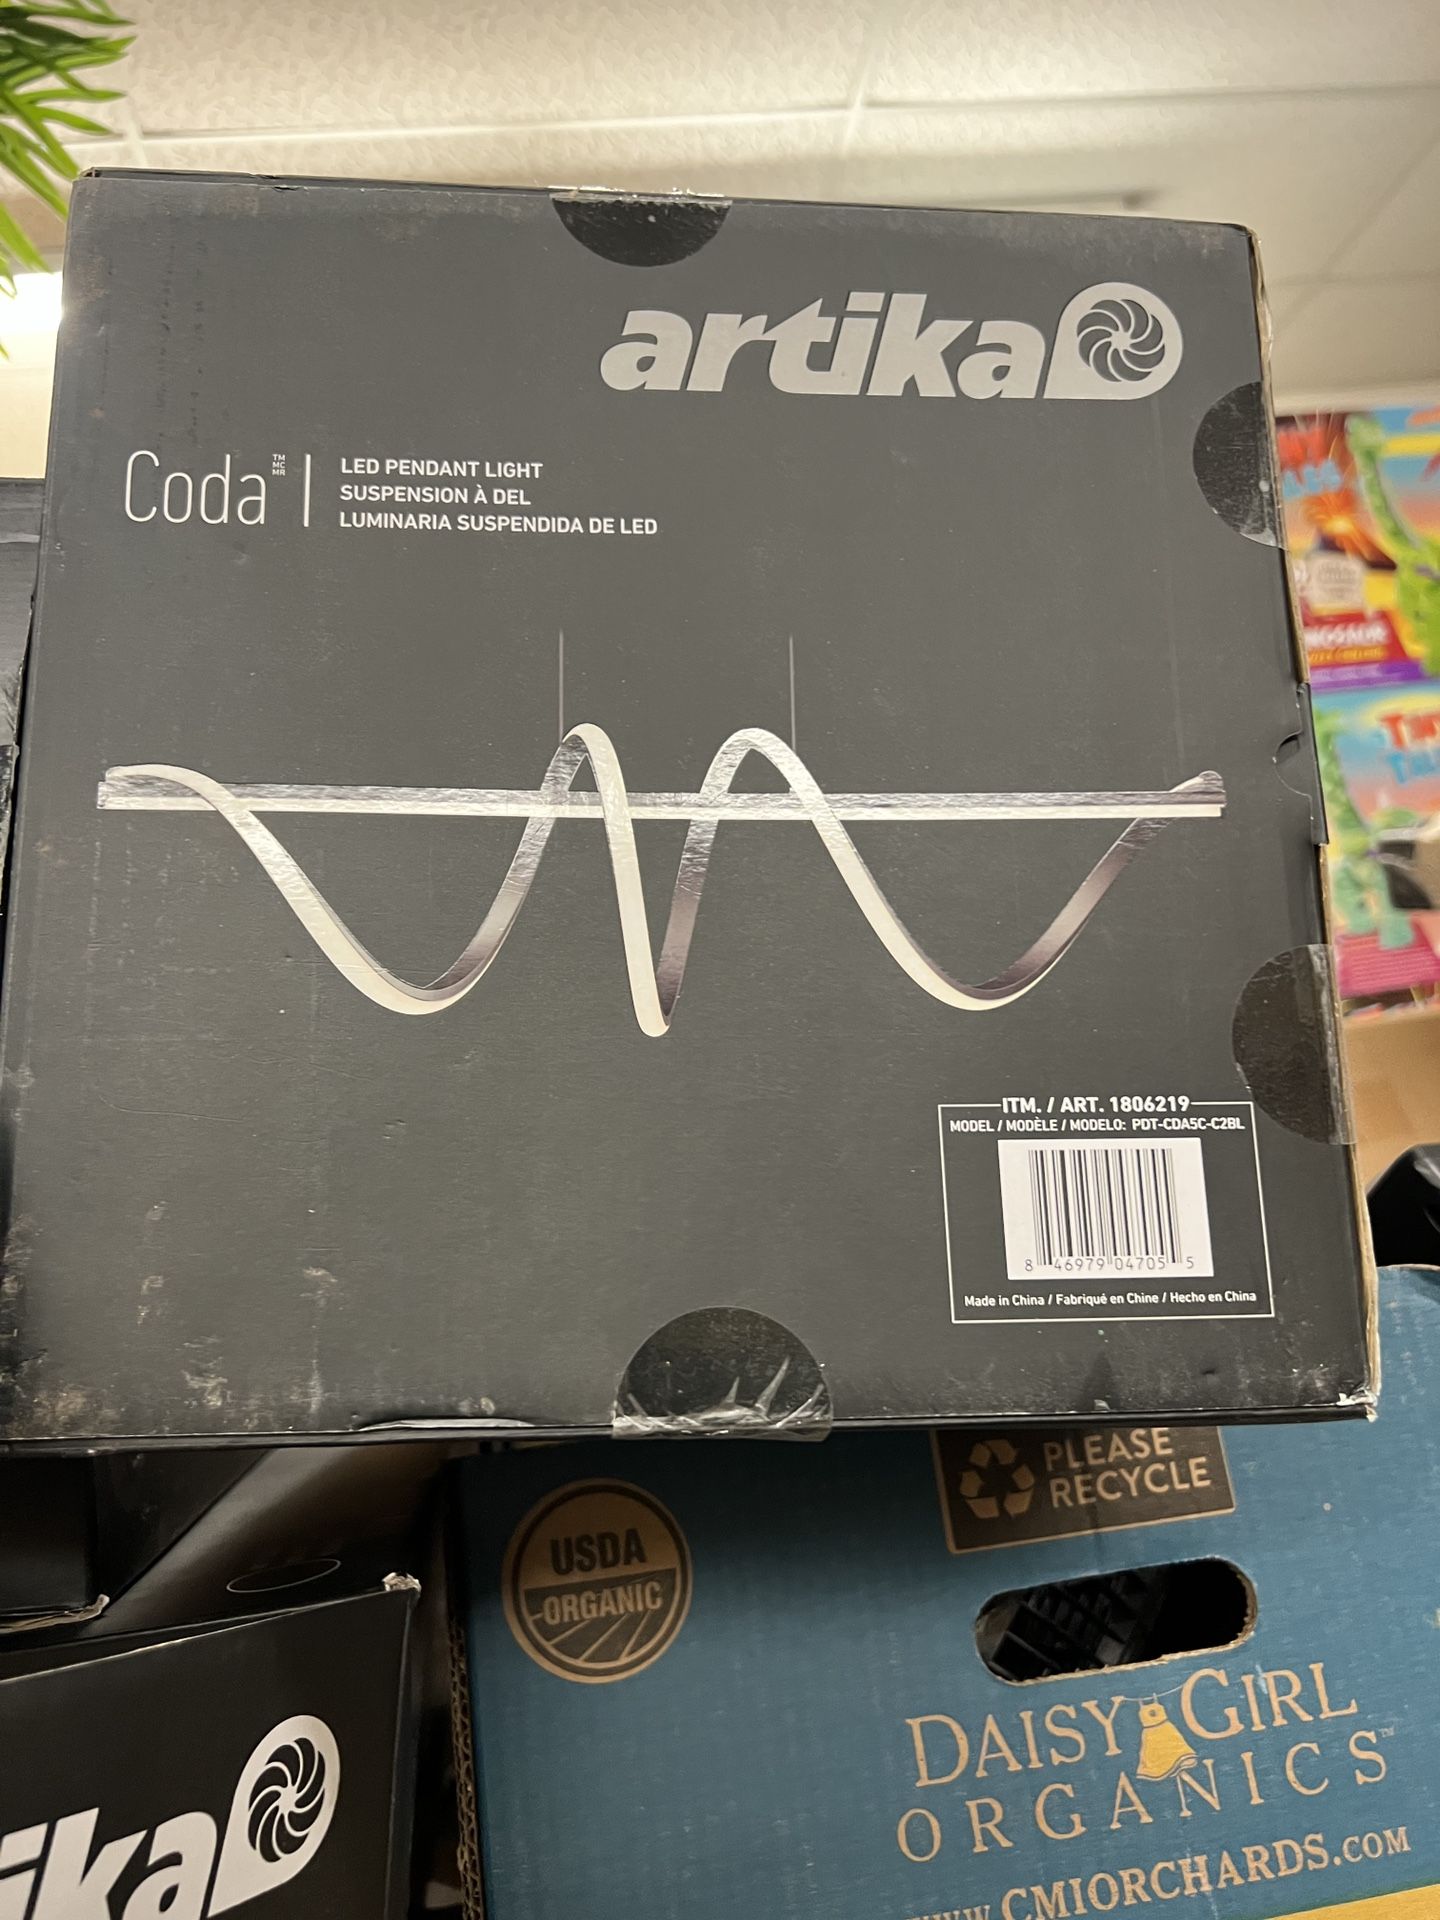 artika
Coda TM MC MR
LED PENDANT LIGHT
SUSPENSION À DEL
LUMINARIA SUSPENDIDA DE LED
ITM. / ART. 1806219
MODEL / MODÈLE / MODELO: PDT-CDA5C-C2BL
8 46979 04705 5
Made in China / Fabriqué en Chine / Hecho en China
PLEASE
RECYCLE
USDA
ORGANIC
DAISY GIRL
ORGANICS™
WWW.CMIORCHARDS.COM
ika